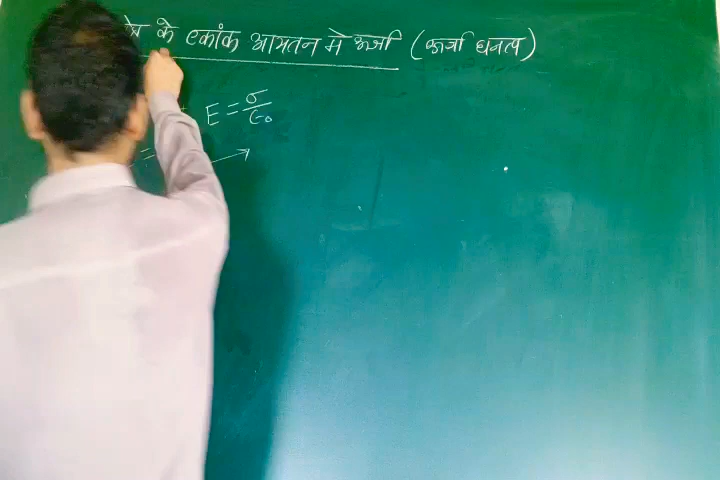 के एकांक आयतन मे ऊर्जा (ऊर्जा घनत्व)
E = σ/ε₀
=